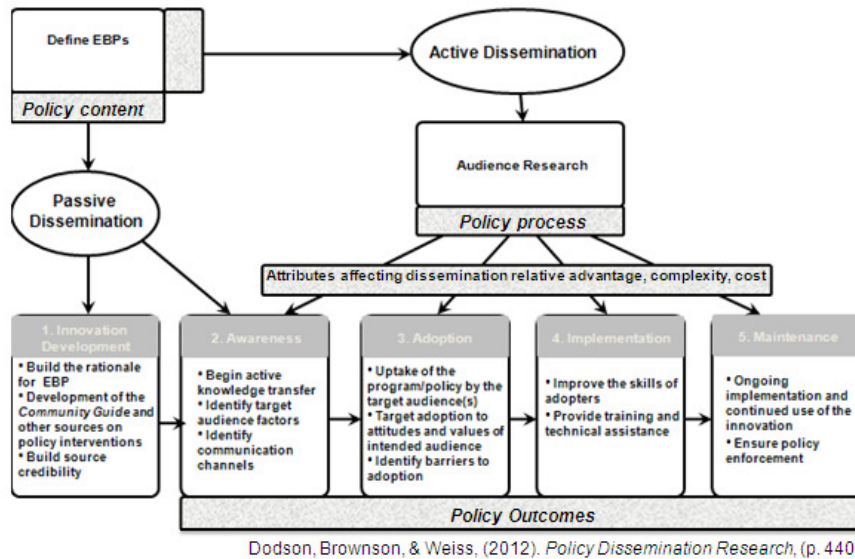 Define EBPs
Policy content
Active Dissemination
Audience Research
Policy process
Passive
Dissemination
Attributes affecting dissemination relative advantage, complexity, cost
1. Innovation
Development
• Build the rationale
for EBP
• Development of the
Community Guide and
other sources on
policy interventions
• Build source
credibility
2. Awareness
• Begin active
knowledge transfer
• Identify target
audience factors
• Identify
communication
channels
3. Adoption
• Uptake of the
program/policy by the
target audience(s)
• Target adoption to
attitudes and values of
intended audience
• Identify barriers to
adoption
4. Implementation
• Improve the skills of
adopters
• Provide training and
technical assistance
5. Maintenance
• Ongoing
implementation and
continued use of the
innovation
• Ensure policy
enforcement
Policy Outcomes
Dodson, Brownson, & Weiss, (2012). Policy Dissemination Research, (p. 440